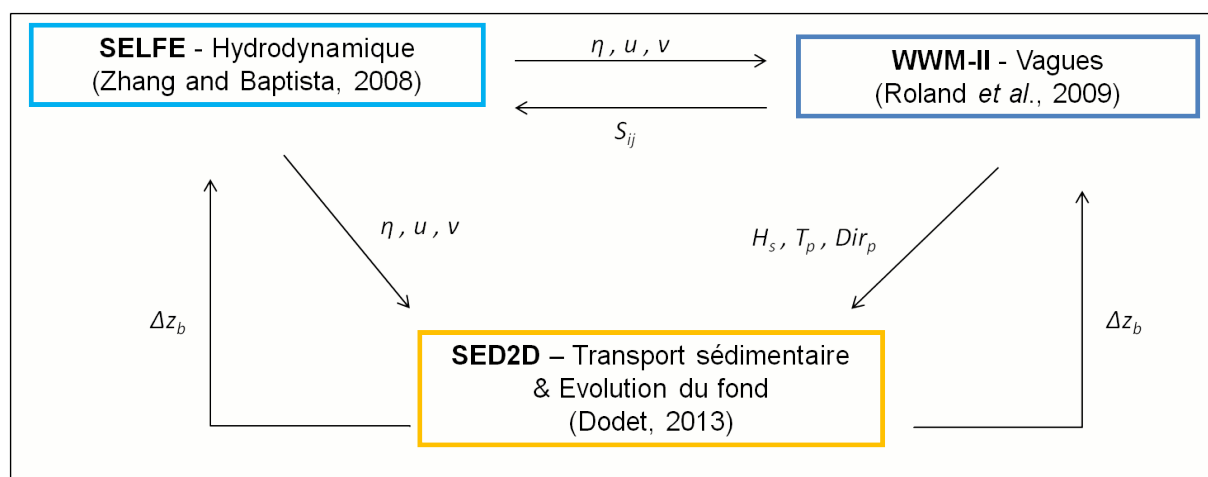 SELFE - Hydrodynamique
(Zhang and Baptista, 2008)
η , u , v
WWM-II - Vagues
(Roland et al., 2009)
S_ij
η , u , v
H_s , T_p , Dir_p
Δz_b
Δz_b
SED2D – Transport sédimentaire
& Evolution du fond
(Dodet, 2013)